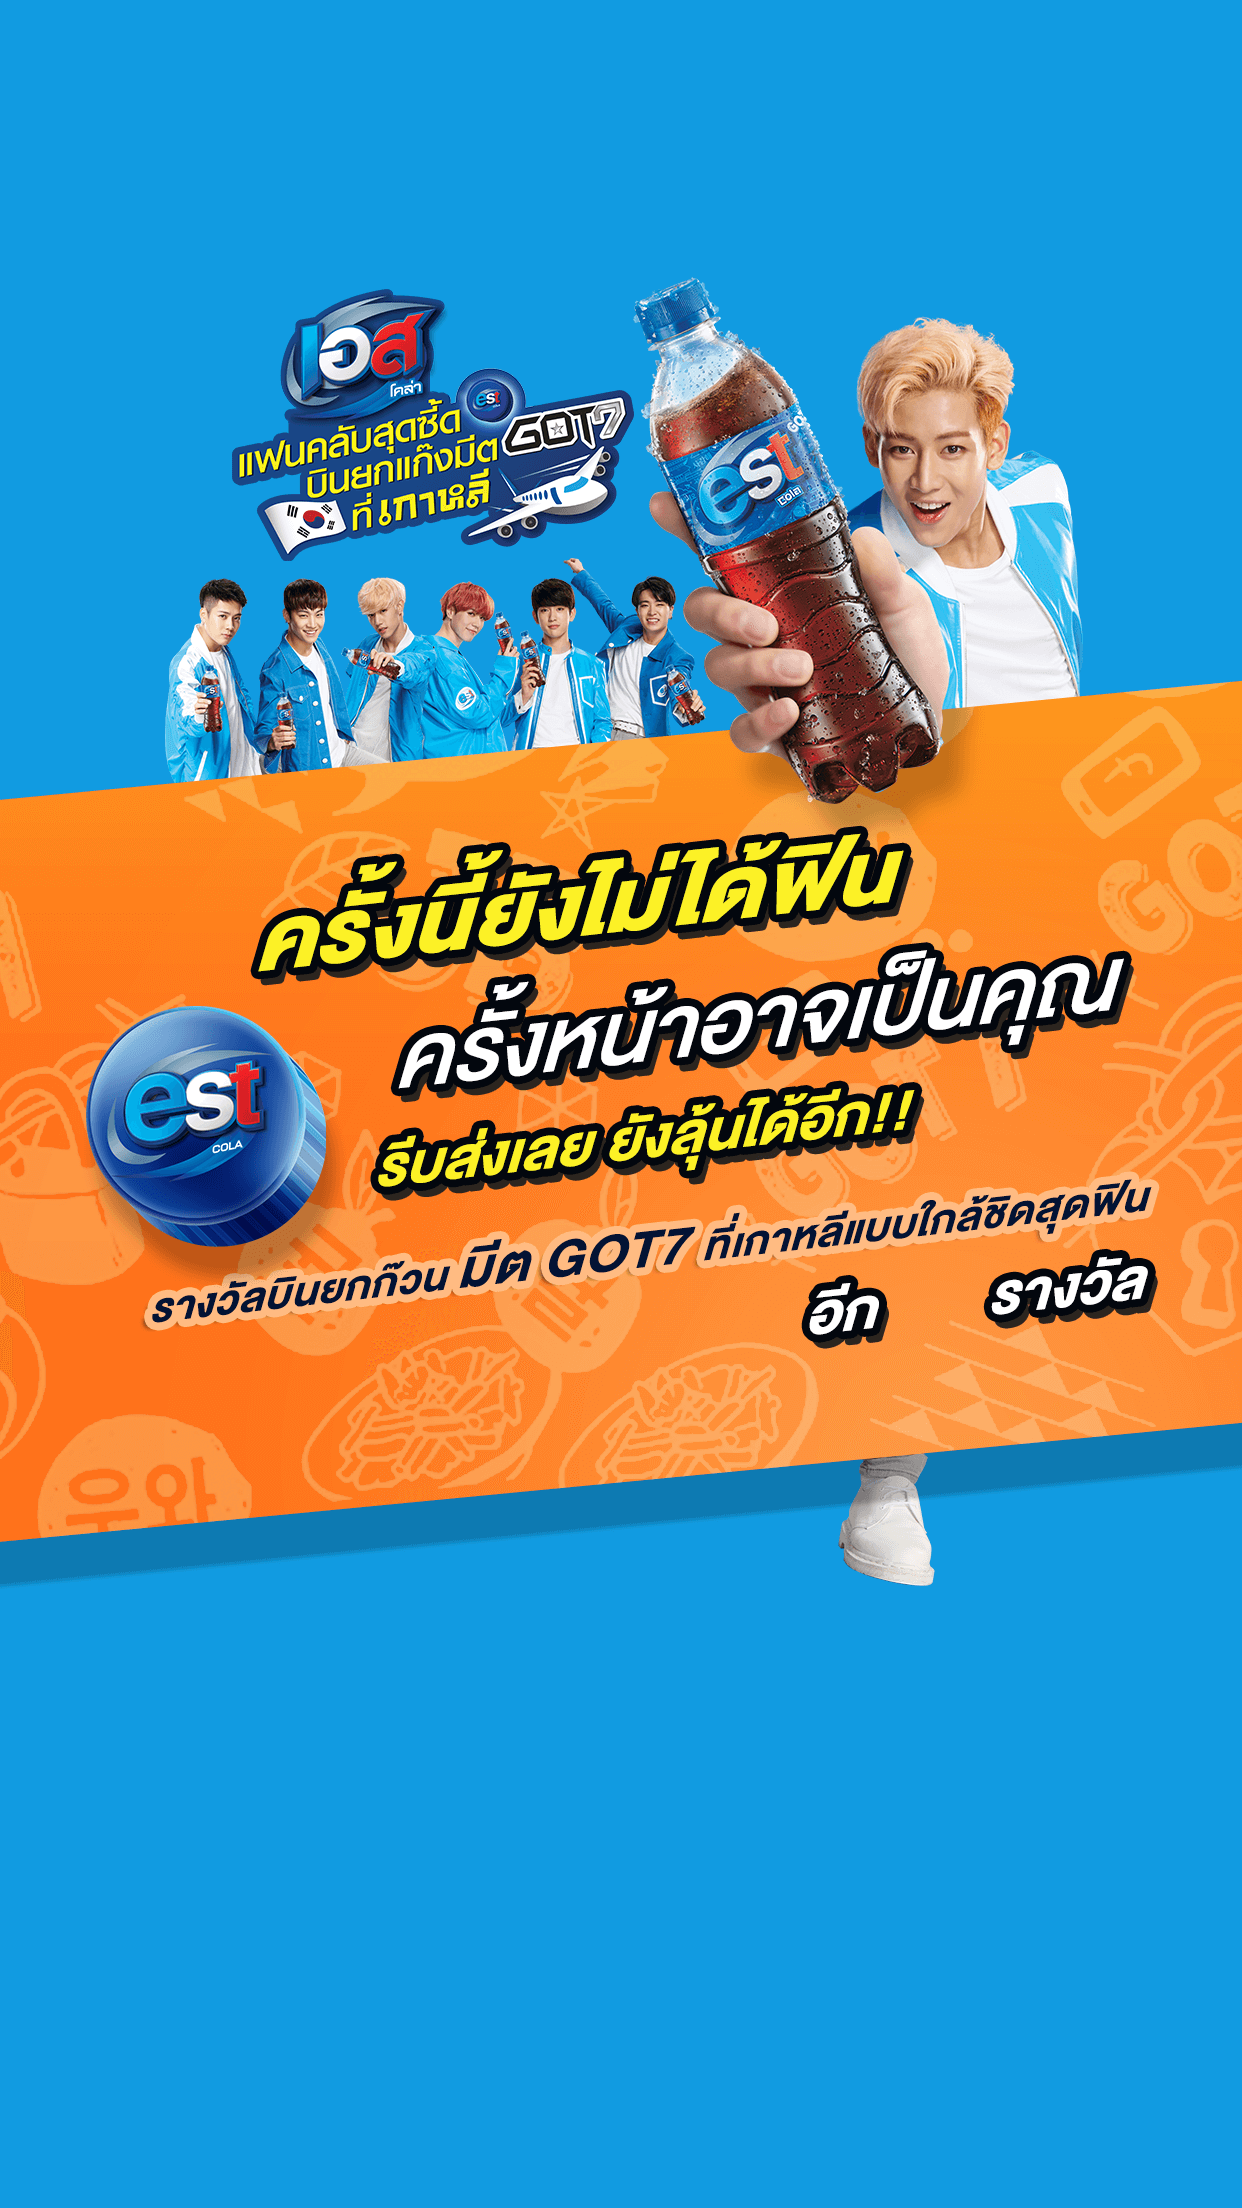 เอส
โคล่า
แฟนคลับสุดซี้ด est
บินยกแก๊งมีต GOT7
ที่ เกาหลี
est
cola
ครั้งนี้ยังไม่ได้ฟิน
ครั้งหน้าอาจเป็นคุณ
est
COLA
รีบส่งเลย ยังลุ้นได้อีก!!
รางวัลบินยกก๊วน มีต GOT7 ที่เกาหลีแบบใกล้ชิดสุดฟิน
อีก รางวัล
우와